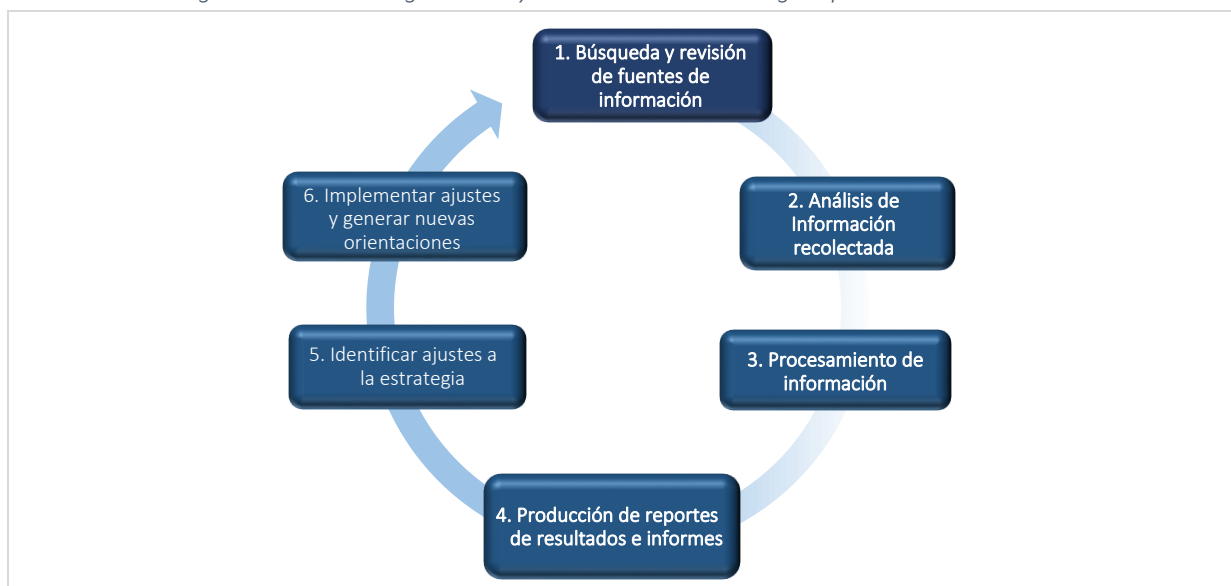 1. Búsqueda y revisión
de fuentes de
información
2. Análisis de
Información
recolectada
3. Procesamiento de
información
4. Producción de reportes
de resultados e informes
5. Identificar ajustes a
la estrategia
6. Implementar ajustes
y generar nuevas
orientaciones